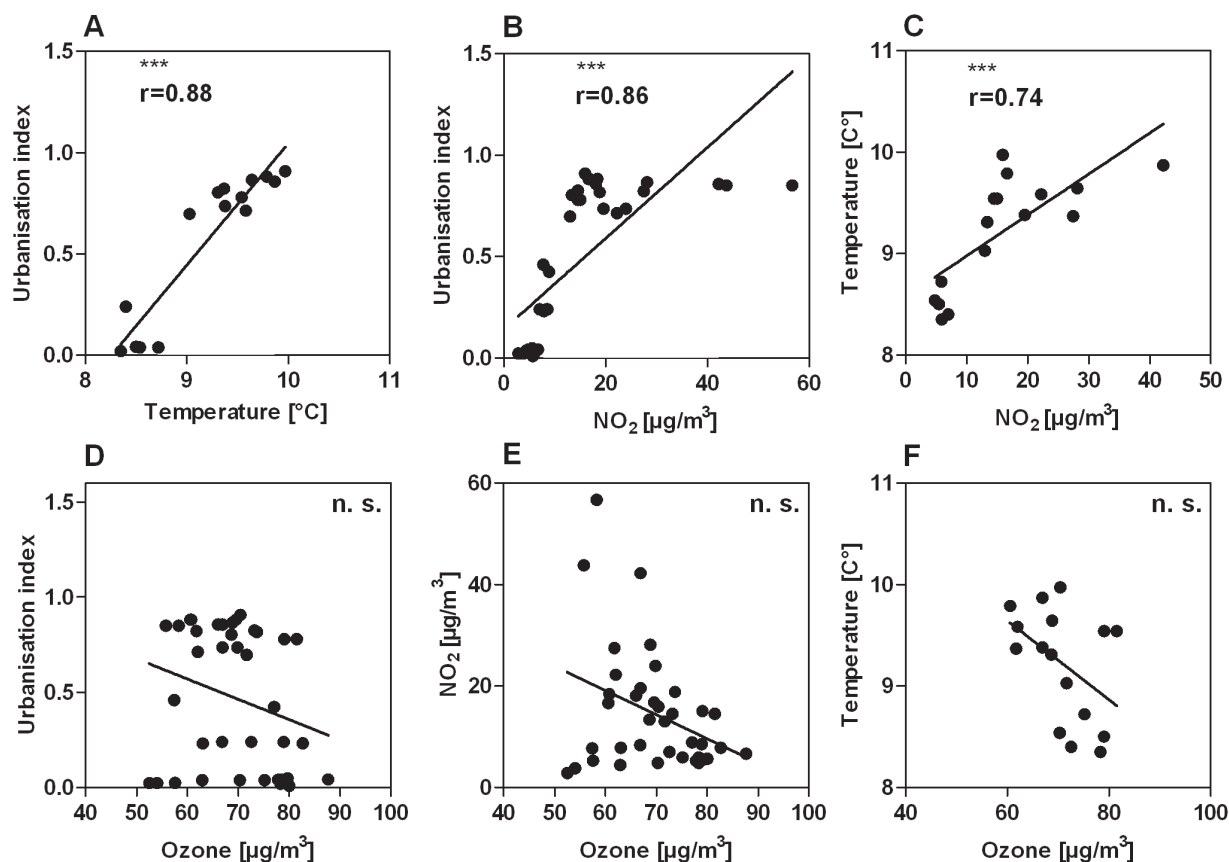 A
Urbanisation index
1.5
1.0
0.5
0.0
***
r=0.88
8 9 10 11
Temperature [°C]
B
Urbanisation index
1.5
1.0
0.5
0.0
***
r=0.86
0 20 40 60
NO₂ [µg/m³]
C
Temperature [C°]
11
10
9
8
***
r=0.74
0 10 20 30 40 50
NO₂ [µg/m³]
D
Urbanisation index
1.5
1.0
0.5
0.0
n. s.
40 50 60 70 80 90 100
Ozone [µg/m³]
E
NO₂ [µg/m³]
60
40
20
0
n. s.
40 50 60 70 80 90 100
Ozone [µg/m³]
F
Temperature [C°]
11
10
9
8
n. s.
40 60 80 100
Ozone [µg/m³]